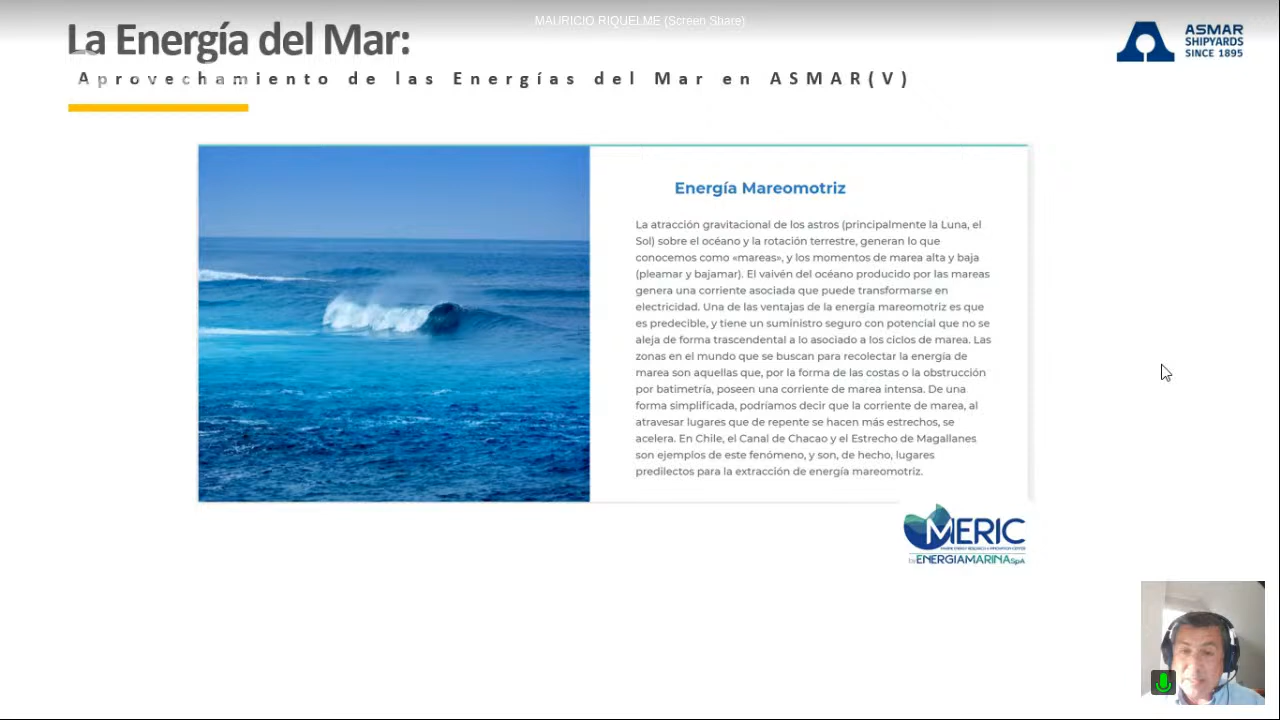 MAURICIO RIQUELME (Screen Share)
La Energía del Mar:
Aprovechamiento de las Energías del Mar en ASMAR(V)
ASMAR
SHIPYARDS
SINCE 1895
Energía Mareomotriz
La atracción gravitacional de los astros (principalmente la Luna, el
Sol) sobre el océano y la rotación terrestre, generan lo que
conocemos como «mareas», y los momentos de marea alta y baja
(pleamar y bajamar). El vaivén del océano producido por las mareas
genera una corriente asociada que puede transformarse en
electricidad. Una de las ventajas de la energía mareomotriz es que
es predecible, y tiene un suministro seguro con potencial que no se
aleja de forma trascendental a lo asociado a los ciclos de marea. Las
zonas en el mundo que se buscan para recolectar la energía de
marea son aquellas que, por la forma de las costas o la obstrucción
por batimetría, poseen una corriente de marea intensa. De una
forma simplificada, podríamos decir que la corriente de marea, al
atravesar lugares que de repente se hacen más estrechos, se
acelera. En Chile, el Canal de Chacao y el Estrecho de Magallanes
son ejemplos de este fenómeno, y son, de hecho, lugares
predilectos para la extracción de energía mareomotriz.
MERIC
MARINE ENERGY RESEARCH & INNOVATION CENTER
by ENERGIAMARINASpA